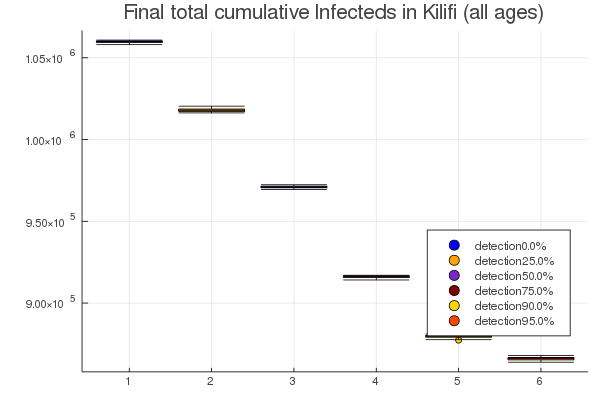 Final total cumulative Infecteds in Kilifi (all ages)
1.05×10 6
1.00×10 6
9.50×10 5
9.00×10 5
detection0.0%
detection25.0%
detection50.0%
detection75.0%
detection90.0%
detection95.0%
1 2 3 4 5 6